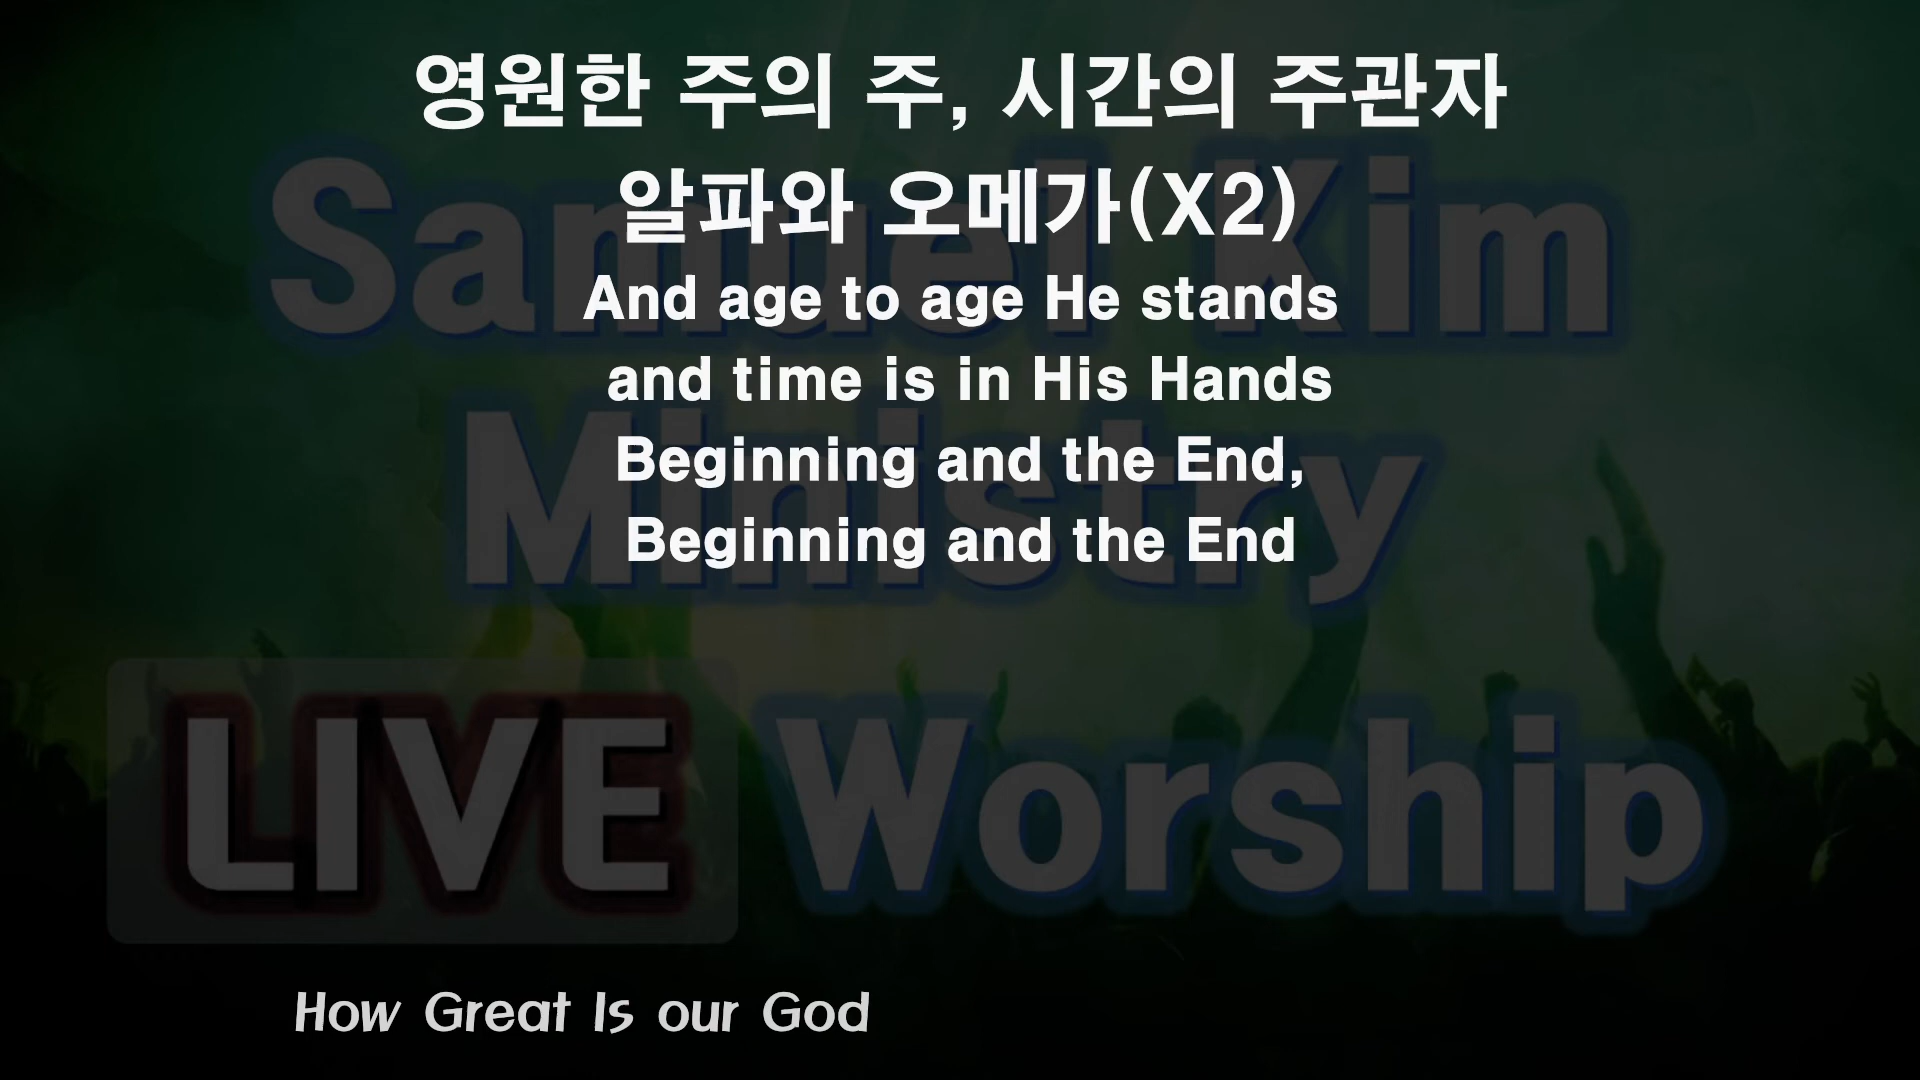 영원한 주의 주, 시간의 주관자
알파와 오메가(X2)
And age to age He stands
and time is in His Hands
Beginning and the End,
Beginning and the End
Samuel Kim
Ministry
LIVE Worship
How Great Is our God